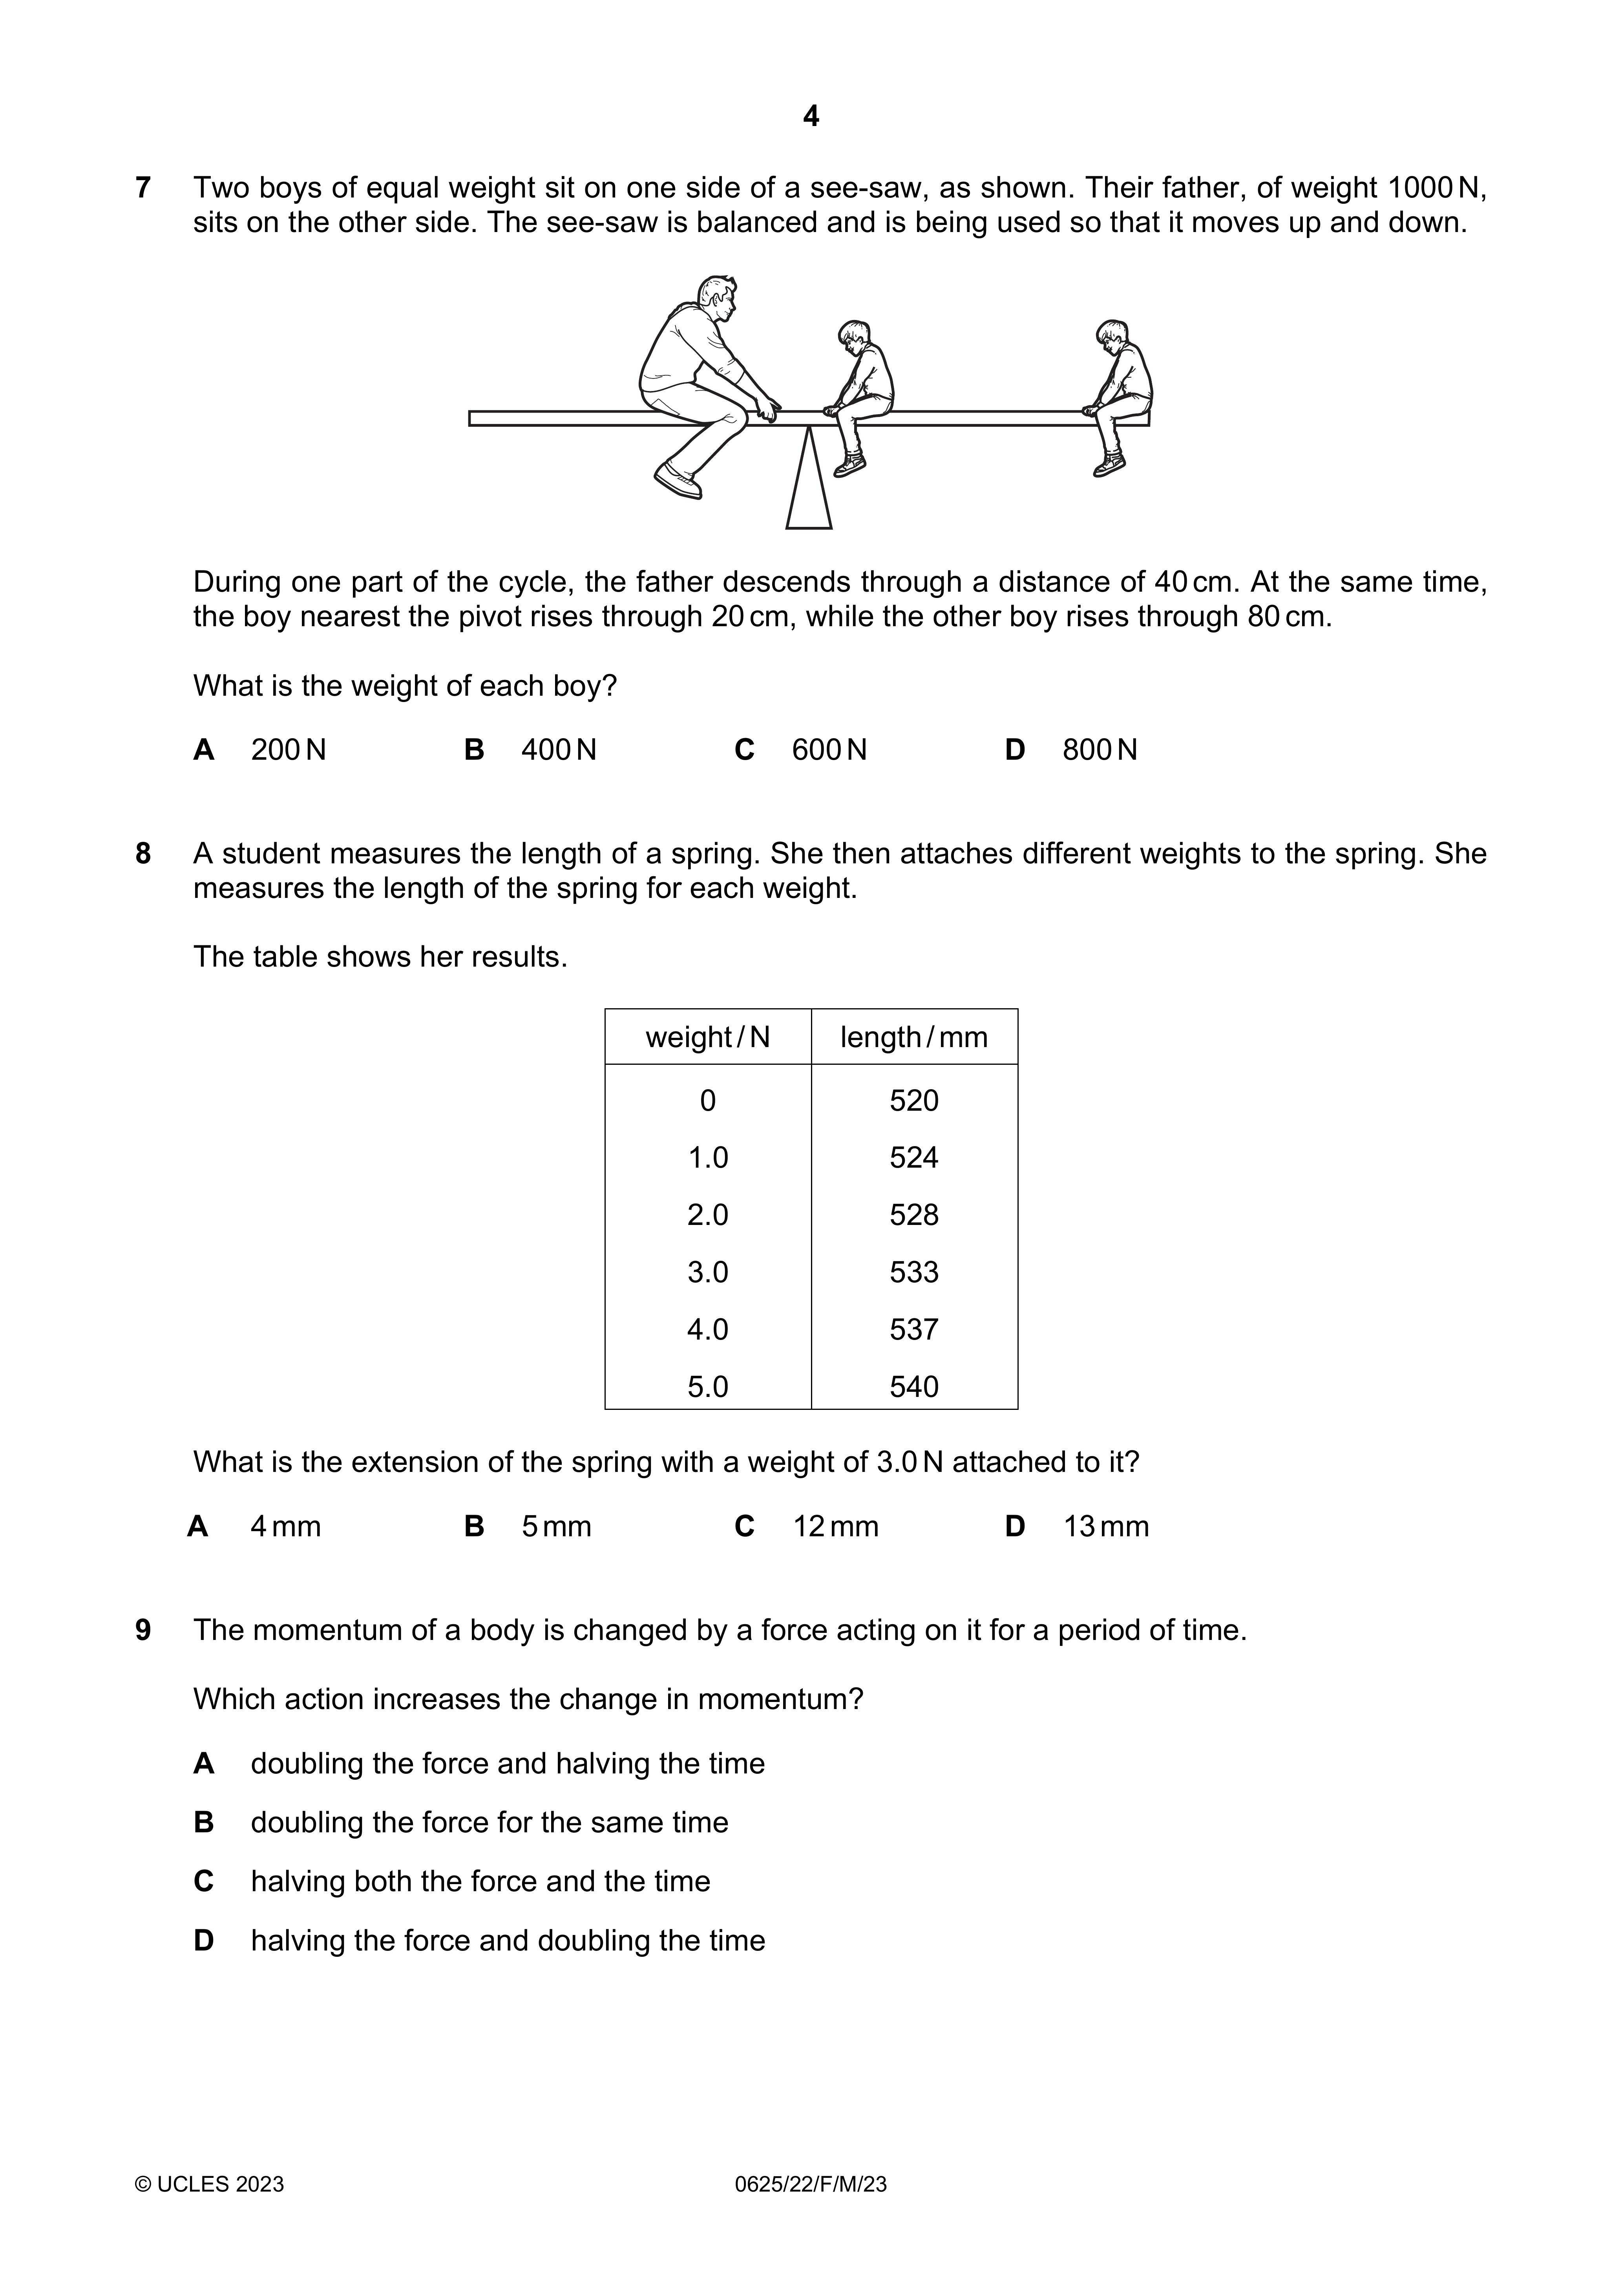 4
7 Two boys of equal weight sit on one side of a see-saw, as shown. Their father, of weight 1000 N,
sits on the other side. The see-saw is balanced and is being used so that it moves up and down.
During one part of the cycle, the father descends through a distance of 40 cm. At the same time,
the boy nearest the pivot rises through 20 cm, while the other boy rises through 80 cm.
What is the weight of each boy?
A 200 N B 400 N C 600 N D 800 N
8 A student measures the length of a spring. She then attaches different weights to the spring. She
measures the length of the spring for each weight.
The table shows her results.
weight / N length / mm
0 520
1.0 524
2.0 528
3.0 533
4.0 537
5.0 540
What is the extension of the spring with a weight of 3.0 N attached to it?
A 4 mm B 5 mm C 12 mm D 13 mm
9 The momentum of a body is changed by a force acting on it for a period of time.
Which action increases the change in momentum?
A doubling the force and halving the time
B doubling the force for the same time
C halving both the force and the time
D halving the force and doubling the time
© UCLES 2023 0625/22/F/M/23